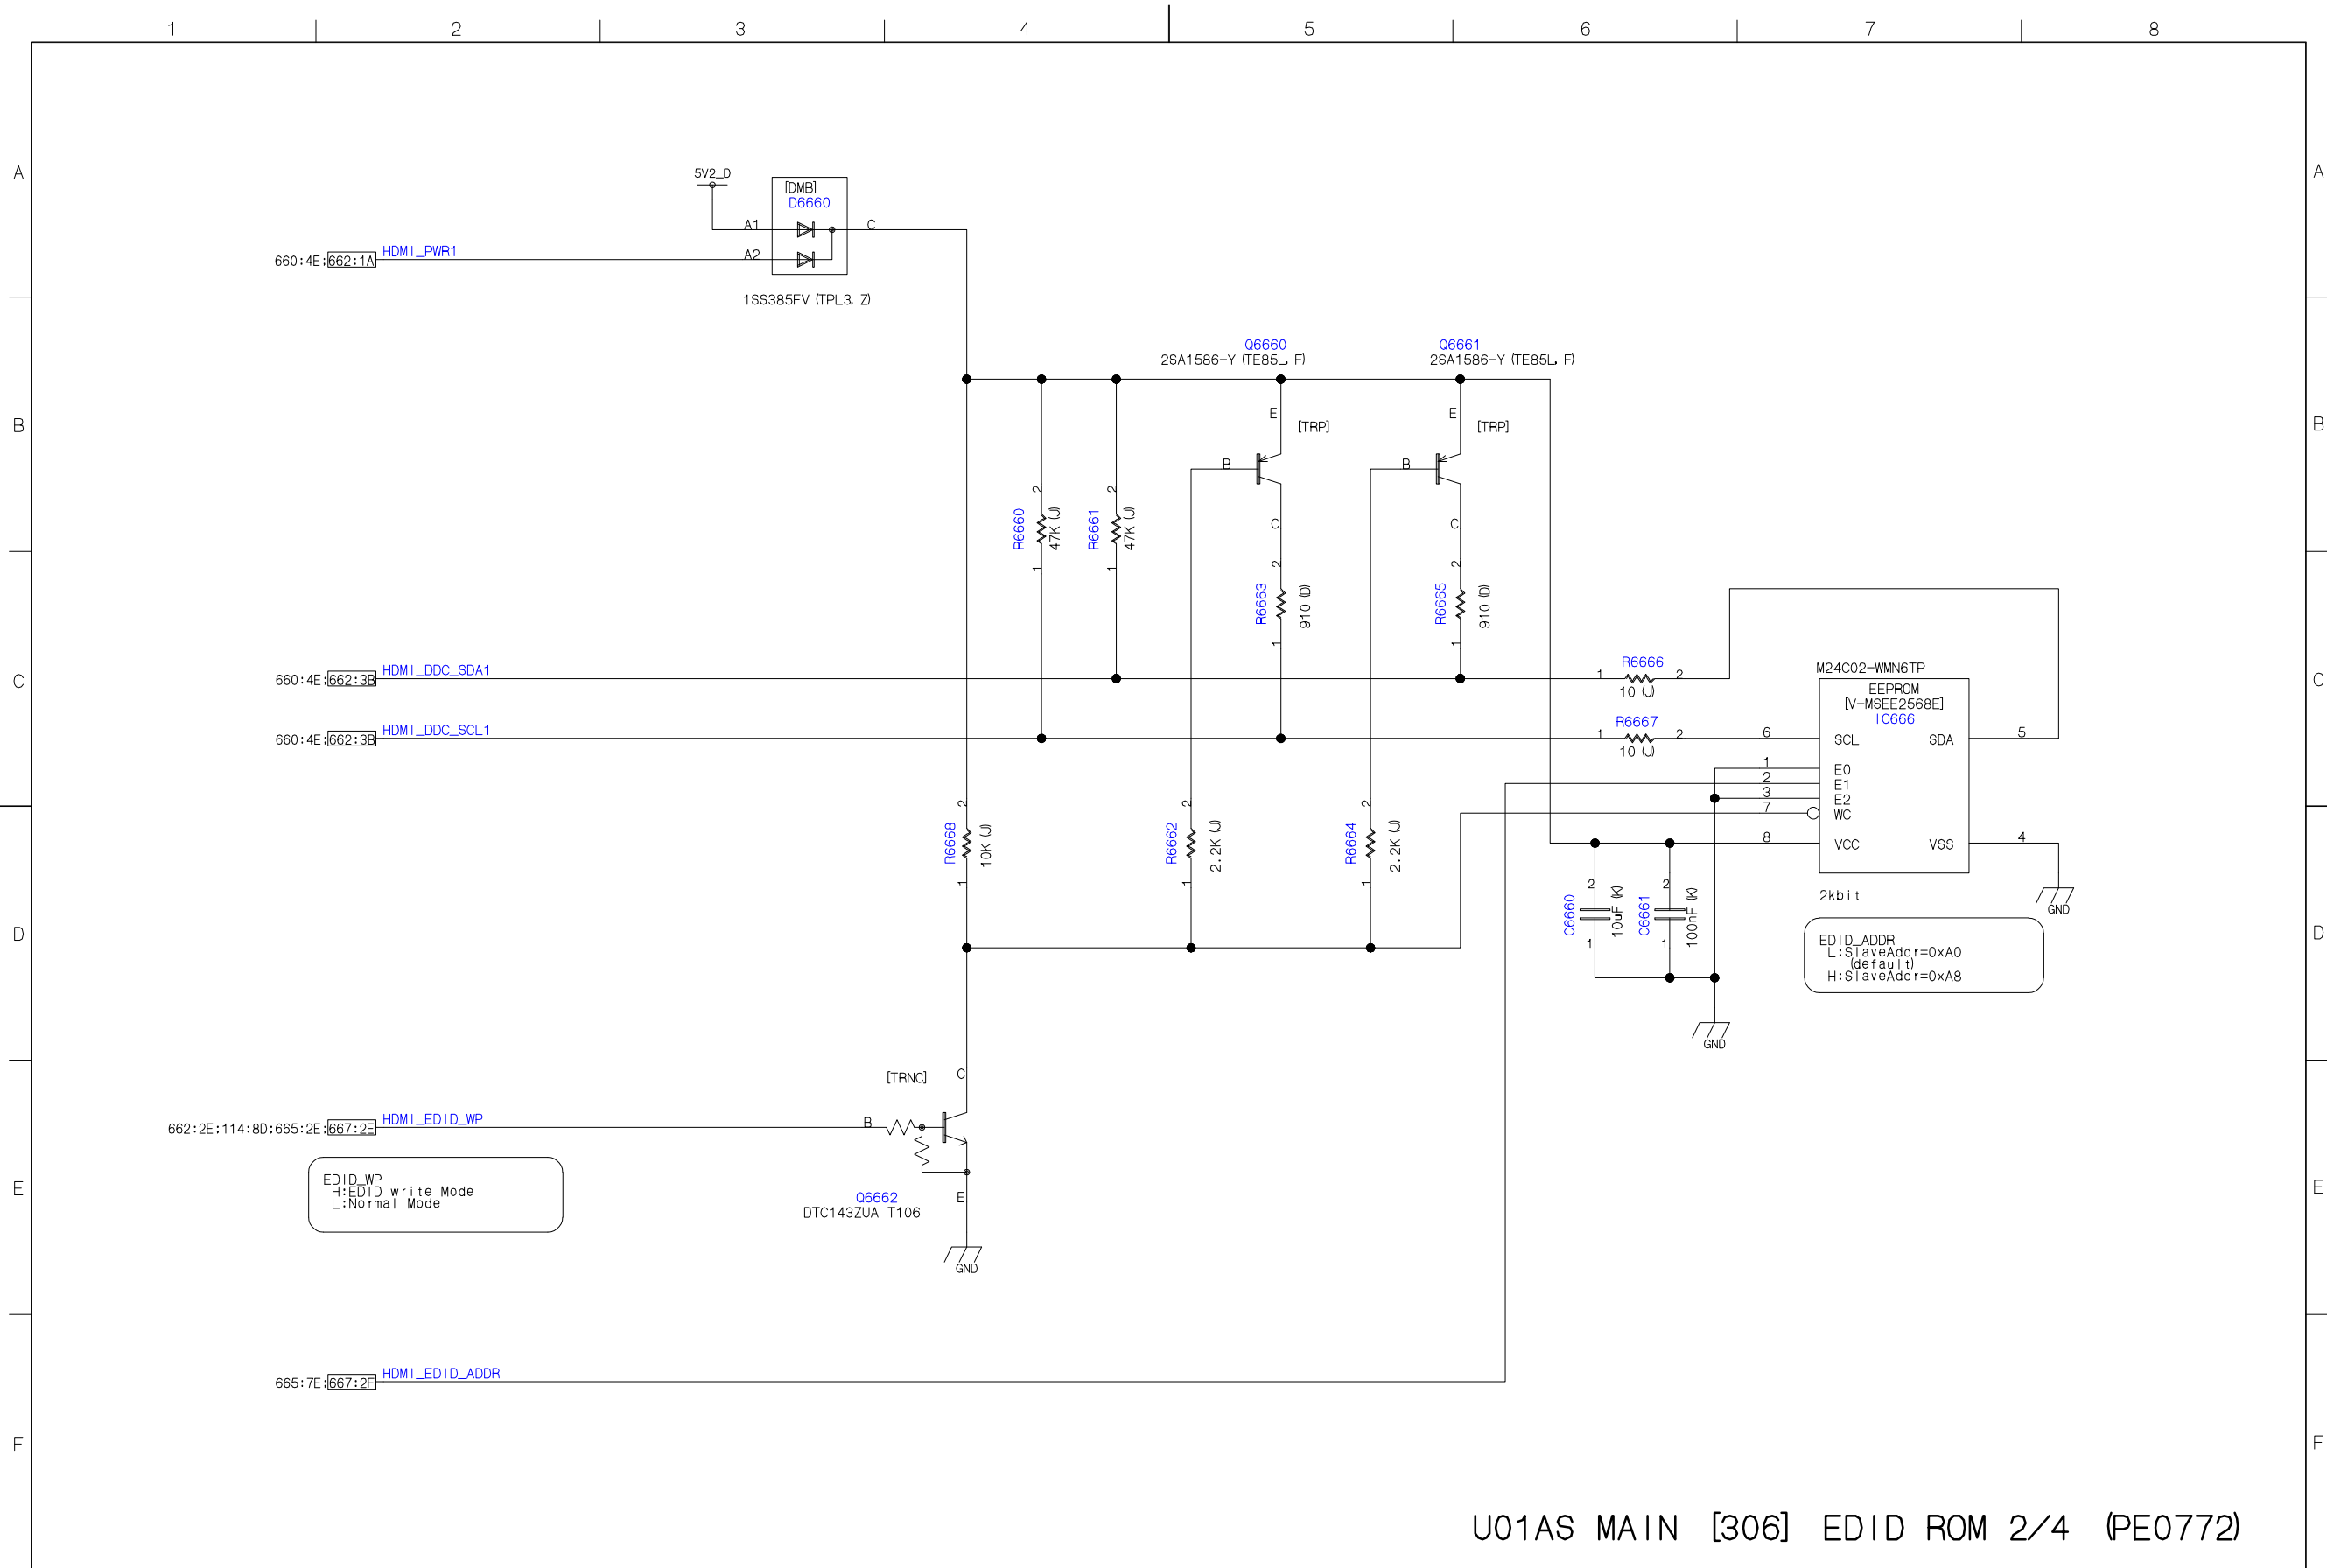 1 2 3 4 5 6 7 8
A A
5V2_D
[DMB]
D6660
A1 C
HDMI_PWR1
660:4E;662:1A
A2
1SS385FV (TPL3, Z)
Q6660 Q6661
2SA1586-Y (TE85L, F) 2SA1586-Y (TE85L, F)
B B
E E
[TRP] [TRP]
B B
2 2
R6660 47K (J) R6661 47K (J)
1 1
C C
2 2
R6663 910 (D) R6665 910 (D)
1 1
C C
HDMI_DDC_SDA1
660:4E;662:3B
1 R6666 2
10 (J)
HDMI_DDC_SCL1
660:4E;662:3B
R6667
1 2
10 (J)
M24C02-WMN6TP
EEPROM
[V-MSEE2568E]
IC666
6 SCL SDA 5
1 E0
2 E1
3 E2
7 WC
8 VCC VSS 4
2kbit
GND
2 2 2
R6668 10K (J) R6662 2.2K (J) R6664 2.2K (J)
1 1 1
2 2
C6660 10uF (K) C6661 100nF (K)
1 1
GND
D D
EDID_ADDR
L:SlaveAddr=0xA0
(default)
H:SlaveAddr=0xA8
[TRNC] C
HDMI_EDID_WP
662:2E;114:8D;665:2E;667:2E
B
EDID_WP
H:EDID write Mode
L:Normal Mode
E E
Q6662 E
DTC143ZUA T106
GND
HDMI_EDID_ADDR
665:7E;667:2F
F F
U01AS MAIN [306] EDID ROM 2/4 (PE0772)